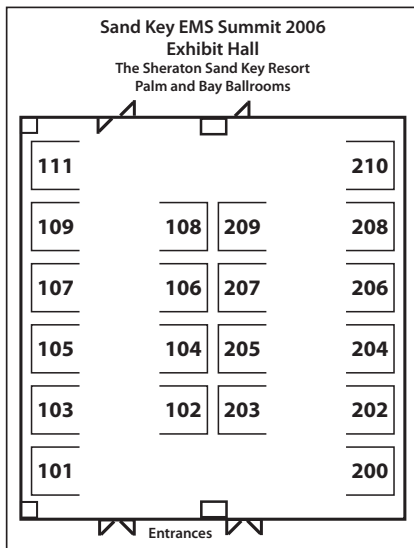 Sand Key EMS Summit 2006
Exhibit Hall
The Sheraton Sand Key Resort
Palm and Bay Ballrooms
111 210
109 108 209 208
107 106 207 206
105 104 205 204
103 102 203 202
101 200
Entrances